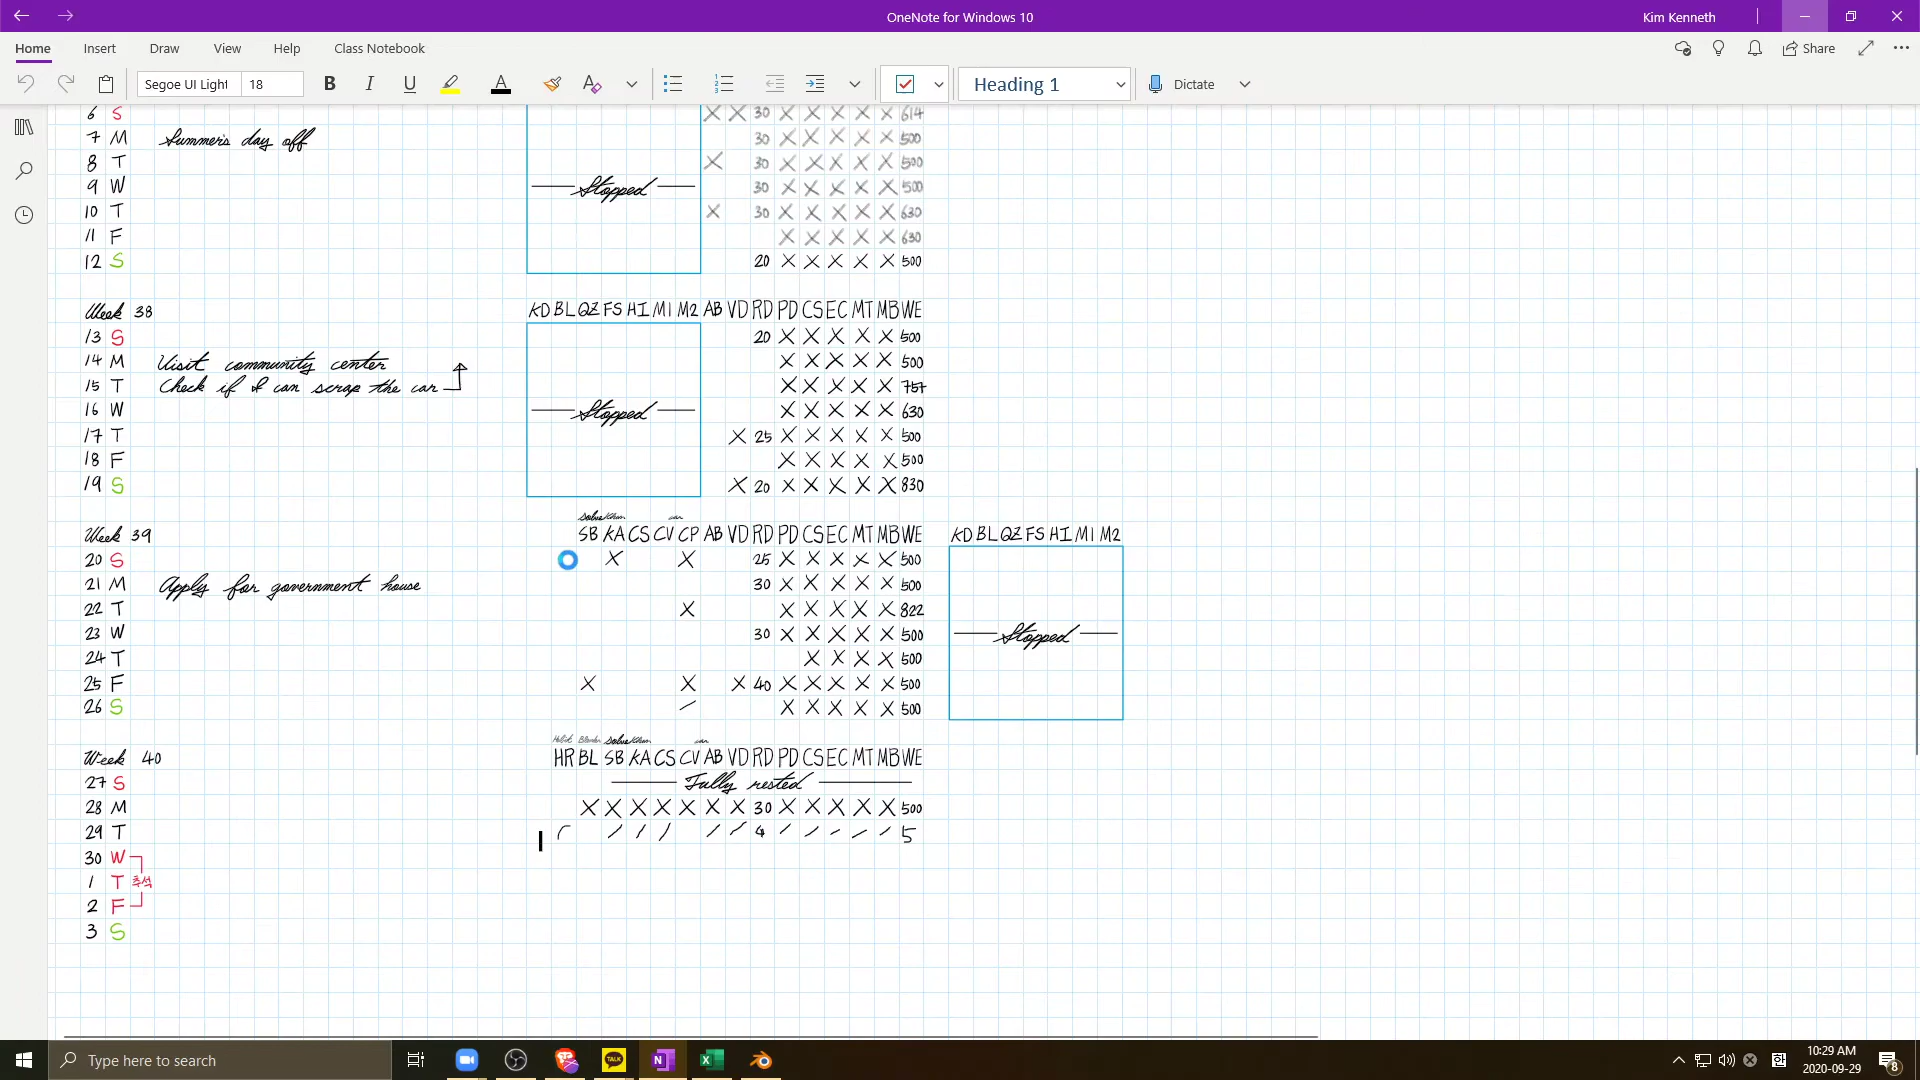 OneNote for Windows 10
Kim Kenneth
Home Insert Draw View Help Class Notebook
Share
Segoe UI Light 18 B I U A Heading 1 Dictate
6 S X X 30 X X X X X 614
7 M Summer's day off 30 X X X X X 500
8 T X 30 X X X X X 500
9 W Stopped 30 X X X X X 500
10 T X 30 X X X X X 630
11 F X X X X X 630
12 S 20 X X X X X 500
Week 38 KD BL QZ FS HI M1 M2 AB VD RD PD CS EC MT MB WE
13 S 20 X X X X X 500
14 M Visit community center X X X X X 500
15 T Check if I can scrap the car X X X X X 757
16 W Stopped X X X X X 630
17 T X 25 X X X X X 500
18 F X X X X X 500
19 S X 20 X X X X X 830
Week 39 SB KA CS CV CP AB VD RD PD CS EC MT MB WE KD BL QZ FS HI M1 M2
20 S X X 25 X X X X X 500
21 M Apply for government house 30 X X X X X 500
22 T X X X X X X 822
23 W 30 X X X X X 500 Stopped
24 T X X X X 500
25 F X X X 40 X X X X X 500
26 S / X X X X X 500
Week 40 HR BL SB KA CS CV AB VD RD PD CS EC MT MB WE
27 S Fully rested
28 M X X X X X X X 30 X X X X X 500
29 T / / / / / 4 / / / / / 5
30 W
1 T 추석
2 F
3 S
Type here to search
TALK
10:29 AM
2020-09-29
8